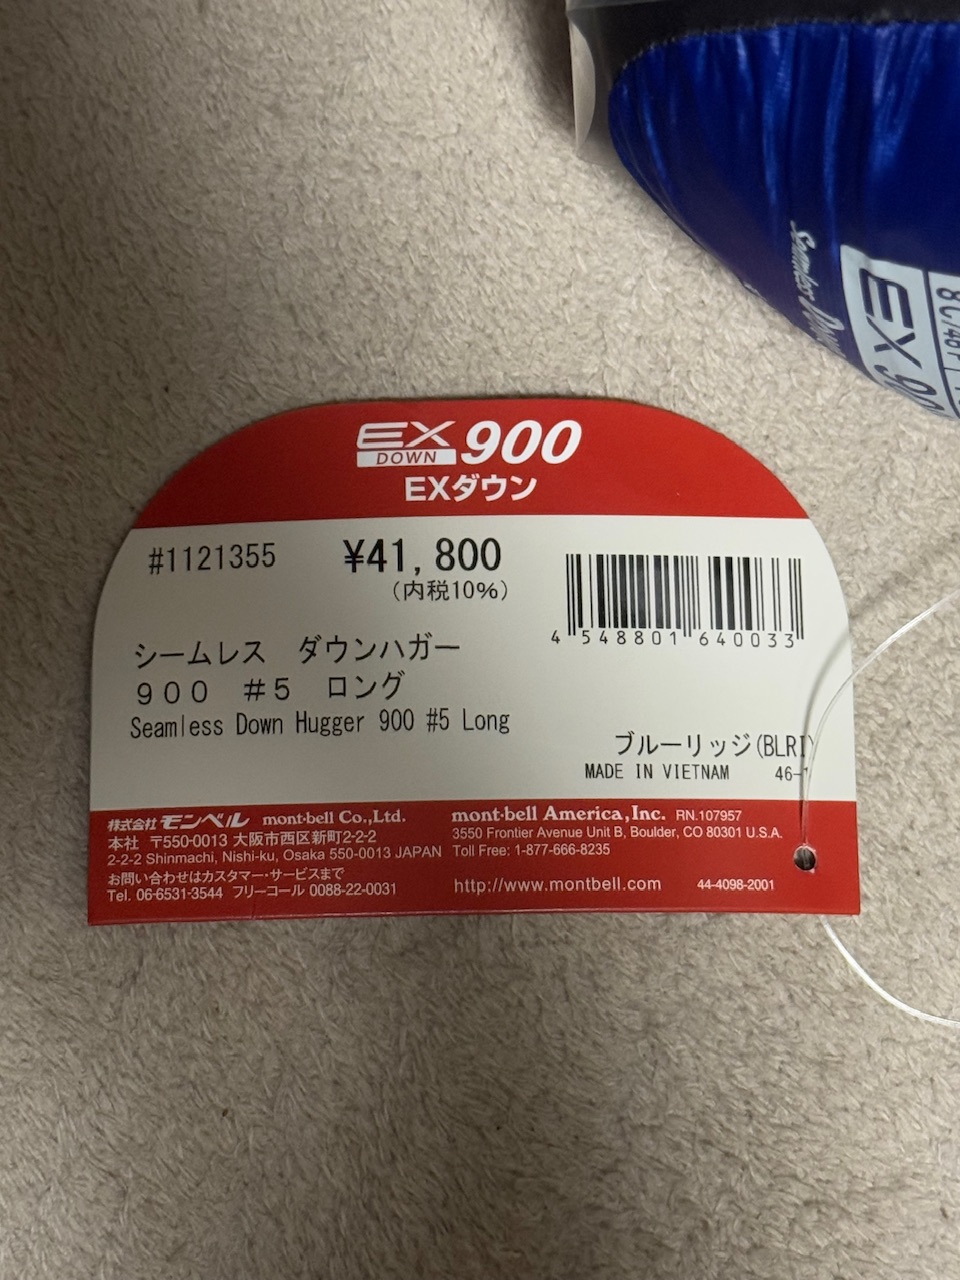 Seamless Down
EX 90
EX DOWN 900
EXダウン
#1121355 ¥41,800
(内税10%)
4 548801 640033
シームレス ダウンハガー
900 #5 ロング
Seamless Down Hugger 900 #5 Long
ブルーリッジ(BLRI)
MADE IN VIETNAM 46-1
株式会社モンベル mont-bell Co.,Ltd.
本社 〒550-0013 大阪市西区新町2-2-2
2-2-2 Shinmachi, Nishi-ku, Osaka 550-0013 JAPAN
お問い合わせはカスタマー・サービスまで
Tel. 06-6531-3544 フリーコール 0088-22-0031
mont-bell America,Inc. RN.107957
3550 Frontier Avenue Unit B, Boulder, CO 80301 U.S.A.
Toll Free: 1-877-666-8235
http://www.montbell.com 44-4098-2001